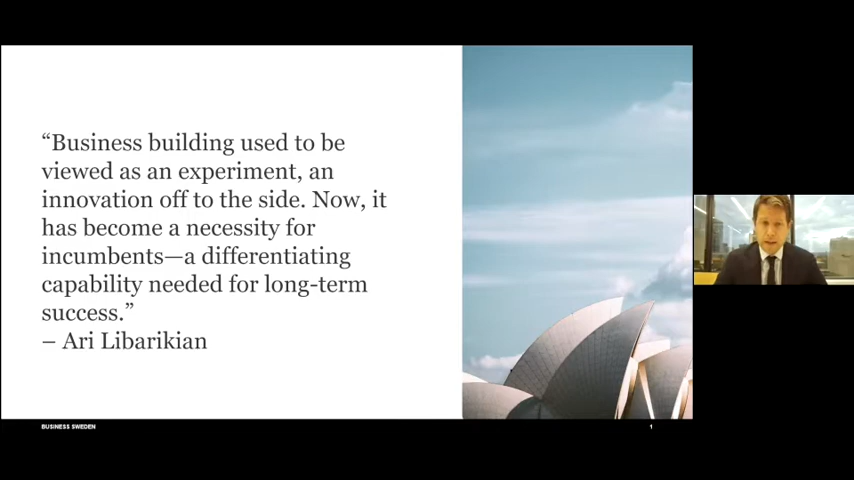 “Business building used to be
viewed as an experiment, an
innovation off to the side. Now, it
has become a necessity for
incumbents—a differentiating
capability needed for long-term
success.”
– Ari Libarikian
BUSINESS SWEDEN
1